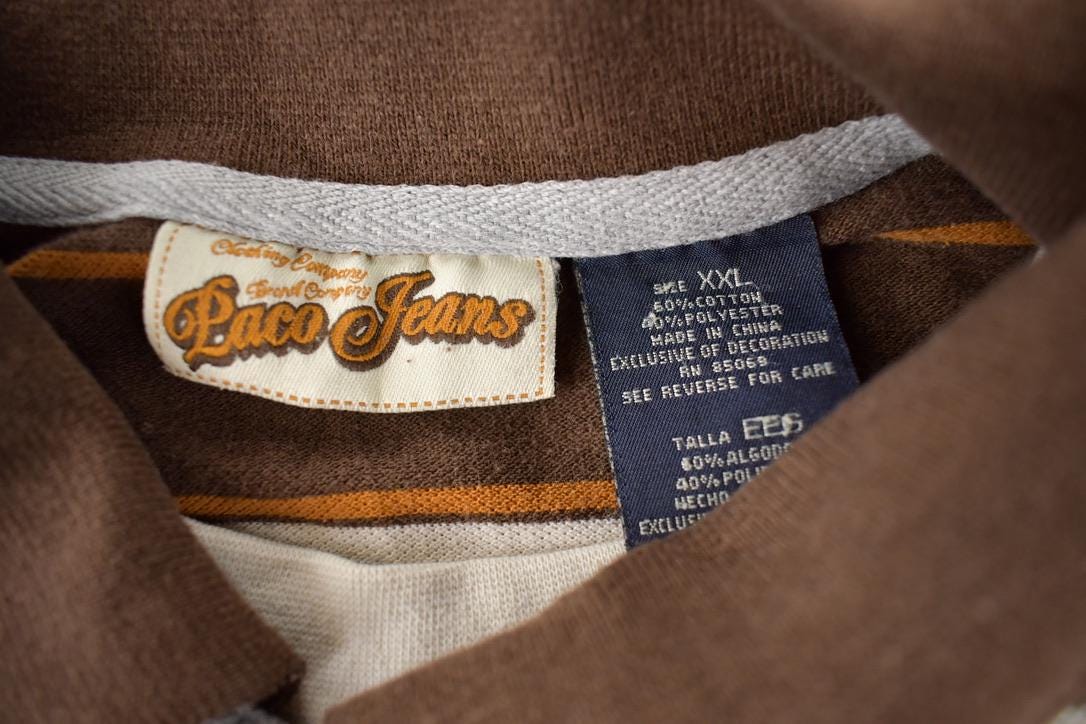 Clothing Company
Brand Company
Paco Jeans
SIZE XXL
60% COTTON
40% POLYESTER
MADE IN CHINA
EXCLUSIVE OF DECORATION
RN 85069
SEE REVERSE FOR CARE
TALLA EEG
60% ALGOD
40% POLI
HECHO
EXCLUSI